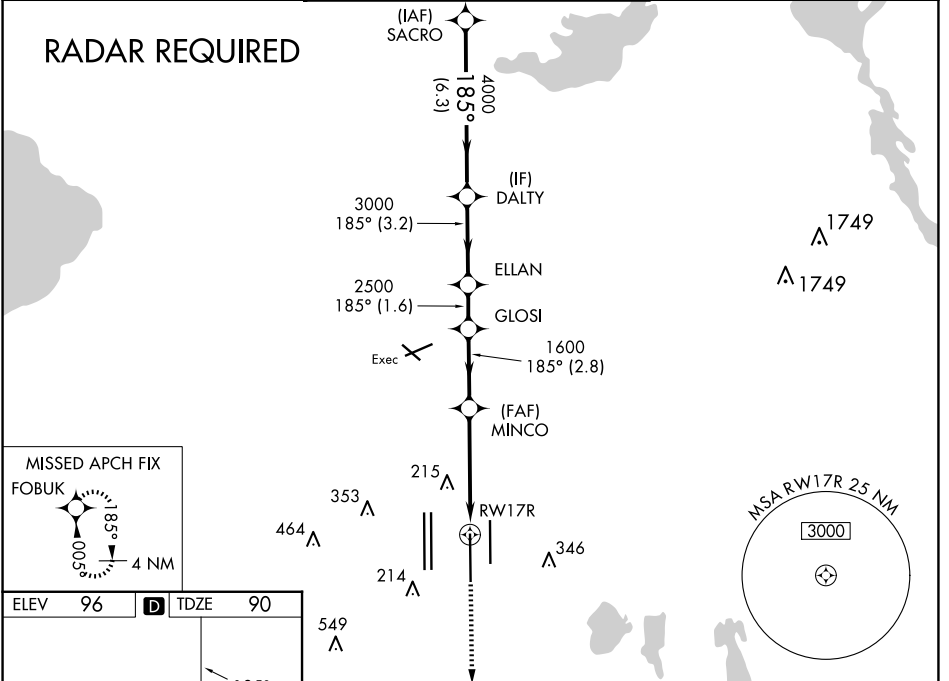 RADAR REQUIRED
(IAF)
SACRO
4000
185°
(6.3)
(IF)
DALTY
3000
185° (3.2)
1749
1749
ELLAN
2500
185° (1.6)
GLOSI
Exec
1600
185° (2.8)
(FAF)
MINCO
MISSED APCH FIX
FOBUK
185°
005°
4 NM
215
353
464
RW17R
346
214
549
MSA RW17R 25 NM
3000
ELEV 96 D TDZE 90